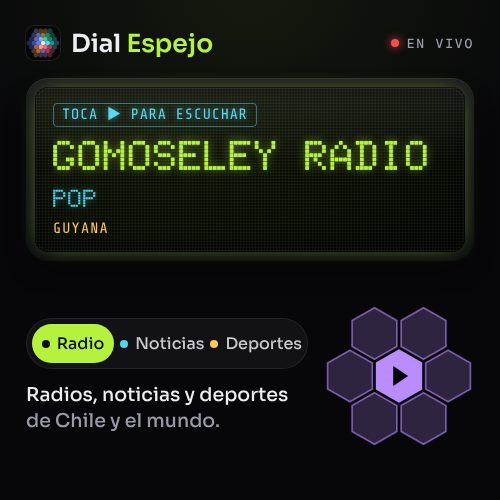 Dial Espejo
EN VIVO
TOCA ▶ PARA ESCUCHAR
GOMOSELEY RADIO
POP
GUYANA
Radio
Noticias
Deportes
Radios, noticias y deportes
de Chile y el mundo.